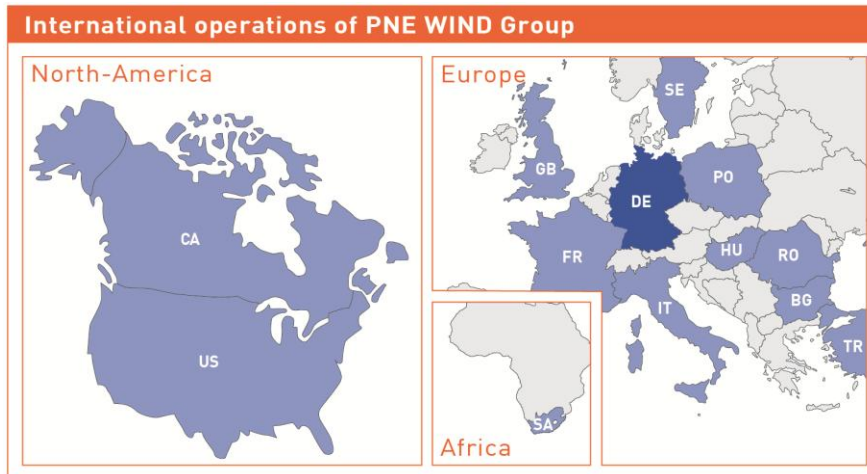 International operations of PNE WIND Group
North-America
CA
US
Europe
SE
GB
DE
PO
FR
HU
RO
IT
BG
TR
SA
Africa